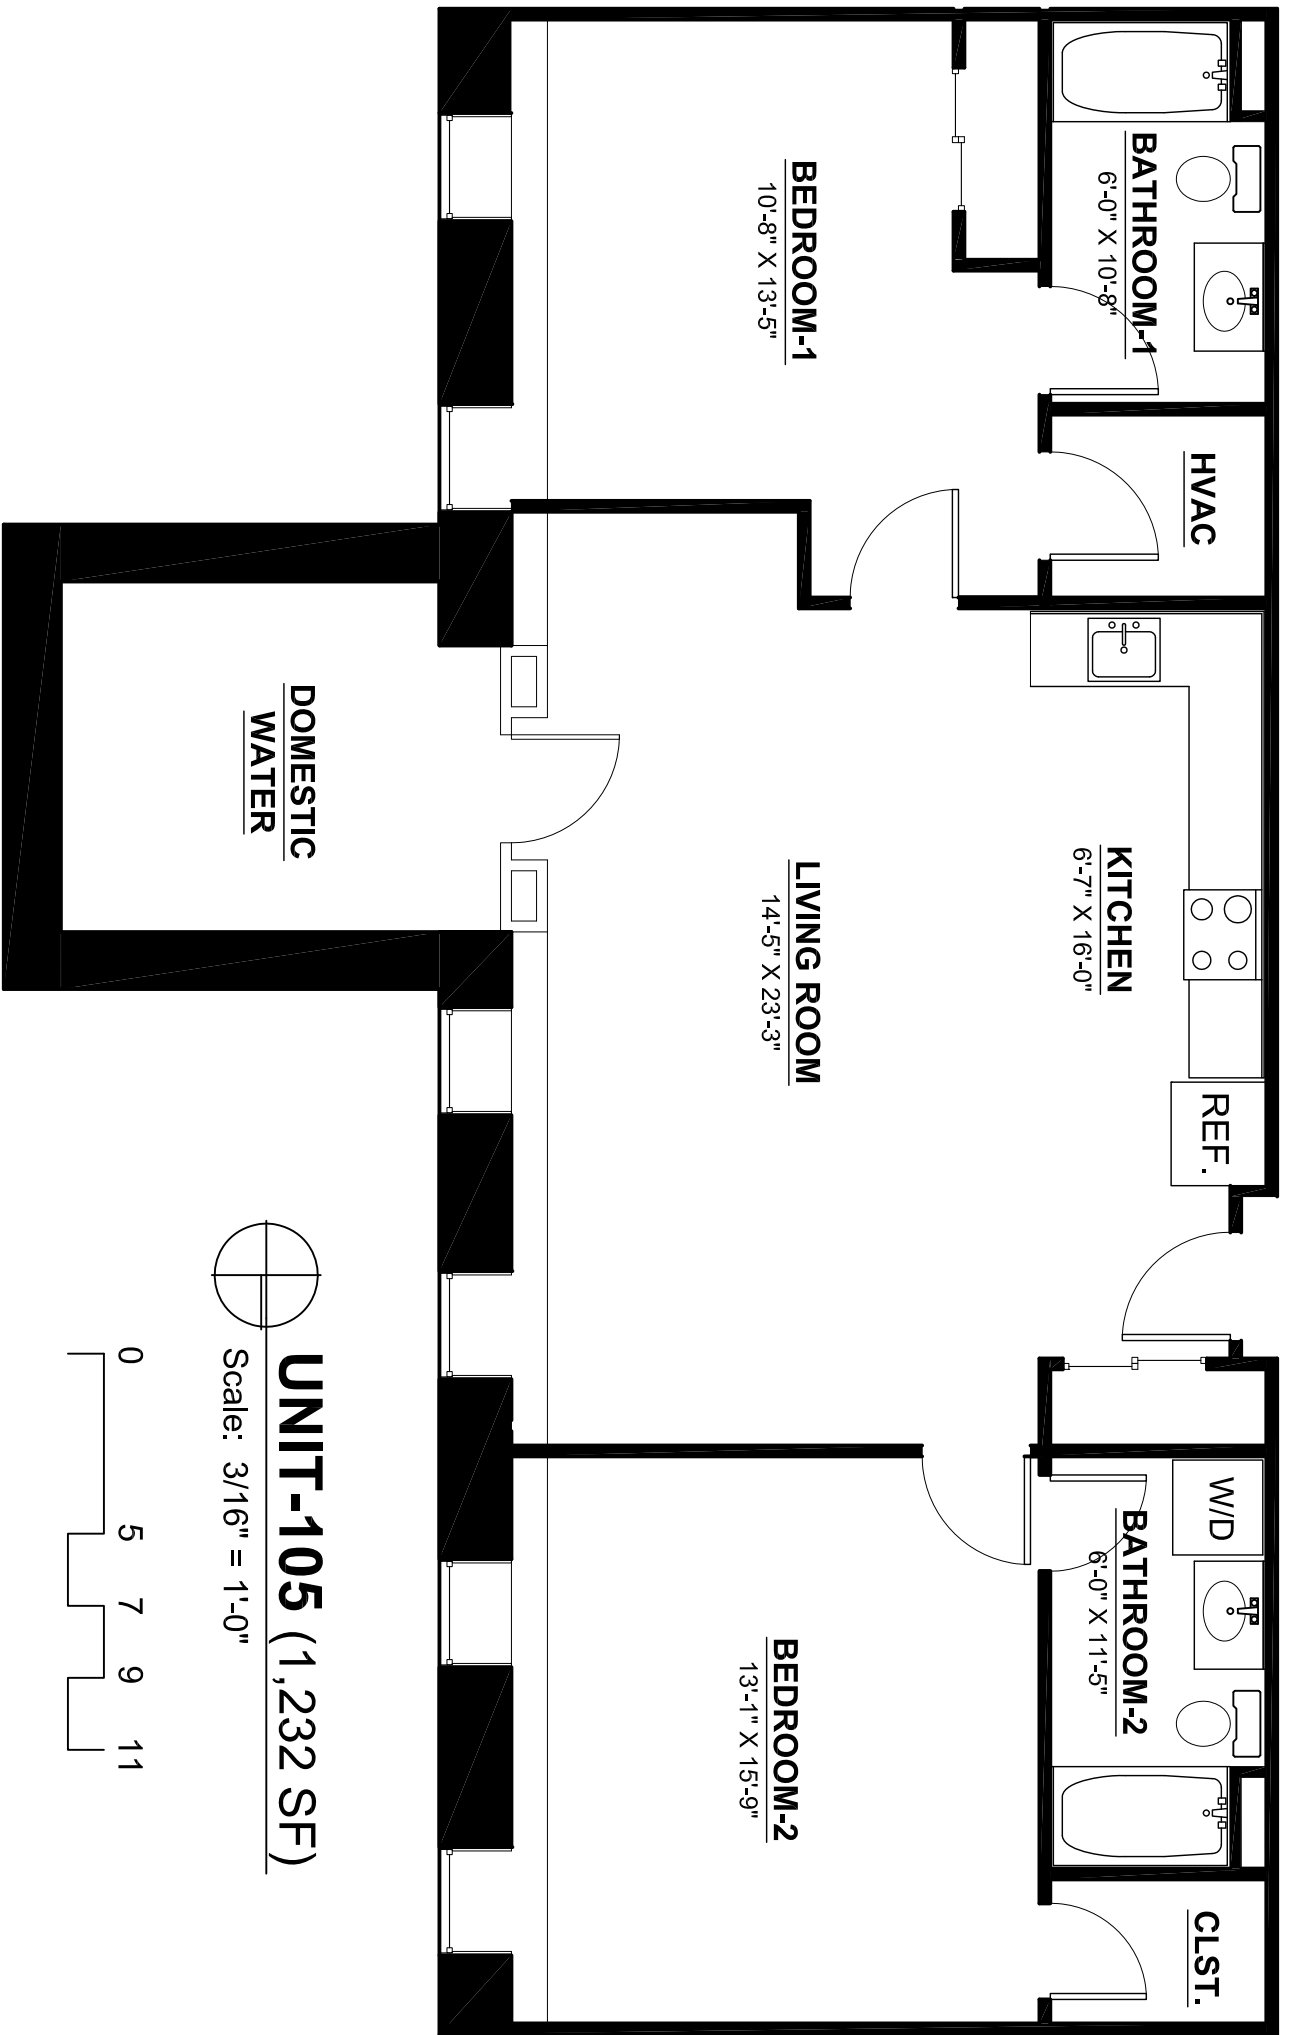 BATHROOM-1
6'-0" X 10'-8"
HVAC
BEDROOM-1
10'-8" X 13'-5"
KITCHEN
6'-7" X 16'-0"
REF.
LIVING ROOM
14'-5" X 23'-3"
DOMESTIC
WATER
W/D
BATHROOM-2
6'-0" X 11'-5"
CLST.
BEDROOM-2
13'-1" X 15'-9"
UNIT-105 (1,232 SF)
Scale: 3/16" = 1'-0"
0 5 7 9 11